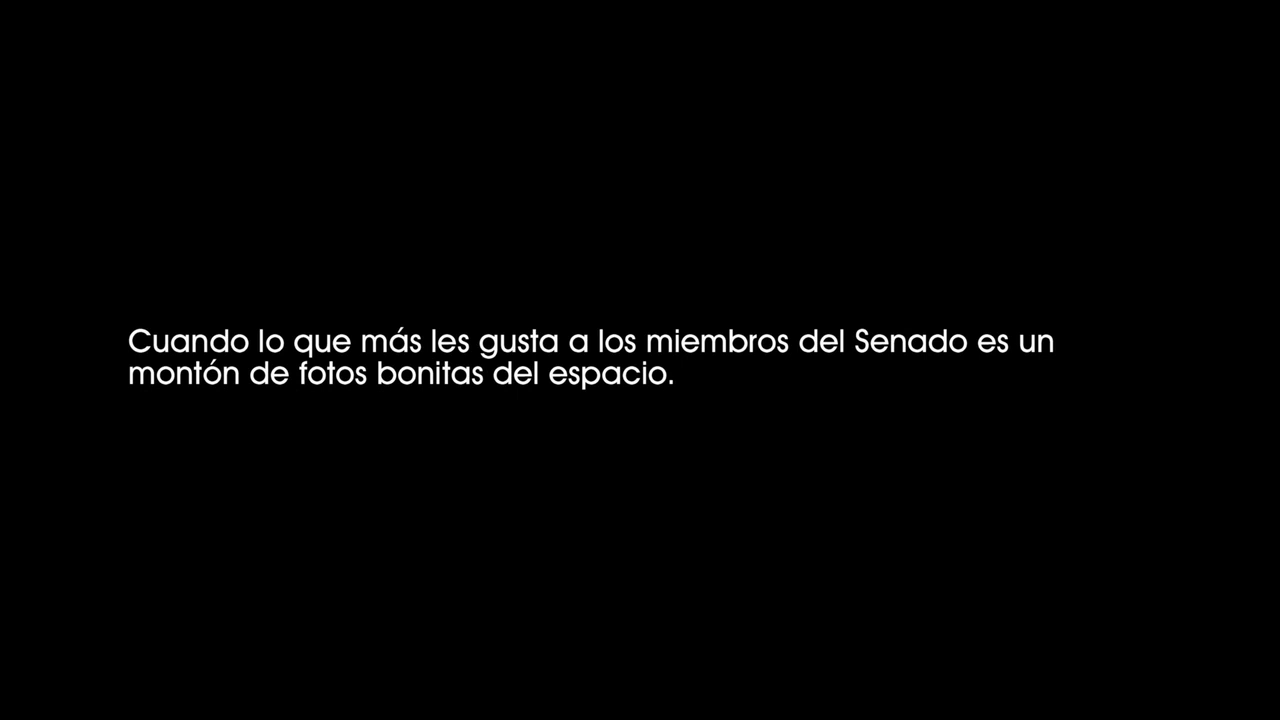 Cuando lo que más les gusta a los miembros del Senado es un
montón de fotos bonitas del espacio.